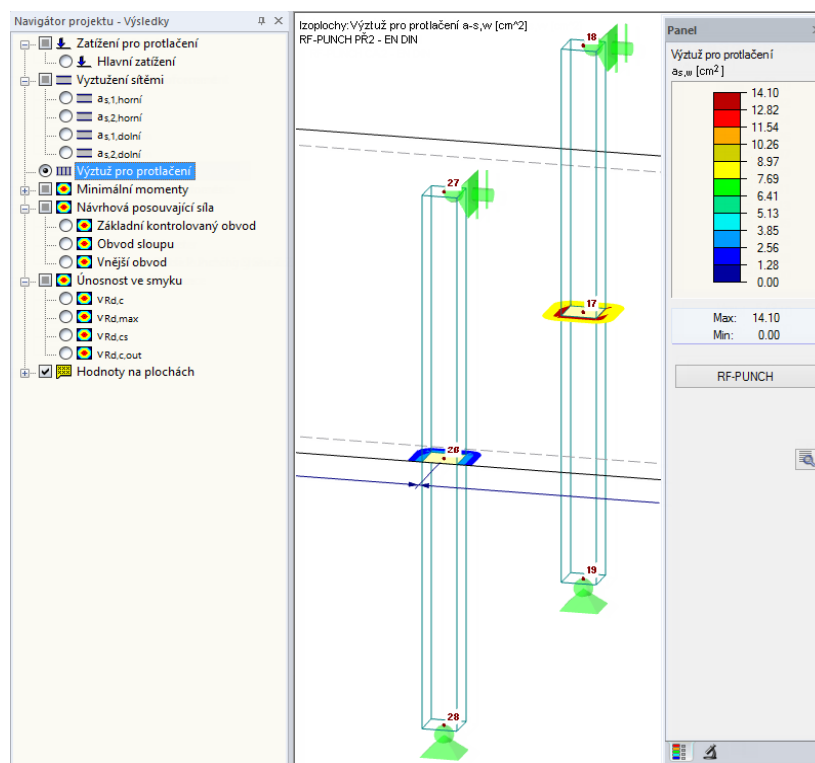 Navigátor projektu - Výsledky
Zatížení pro protlačení
Hlavní zatížení
Vyztužení sítěmi
as,1,horní
as,2,horní
as,1,dolní
as,2,dolní
Výztuž pro protlačení
Minimální momenty
Návrhová posouvající síla
Základní kontrolovaný obvod
Obvod sloupu
Vnější obvod
Únosnost ve smyku
vRd,c
vRd,max
vRd,cs
vRd,c,out
Hodnoty na plochách
Izoplochy:Výztuž pro protlačení a-s,w [cm^2]
RF-PUNCH PŘ2 - EN DIN
18
27
17
26
19
28
Panel
Výztuž pro protlačení
as,w [cm2]
14.10
12.82
11.54
10.26
8.97
7.69
6.41
5.13
3.85
2.56
1.28
0.00
Max: 14.10
Min: 0.00
RF-PUNCH